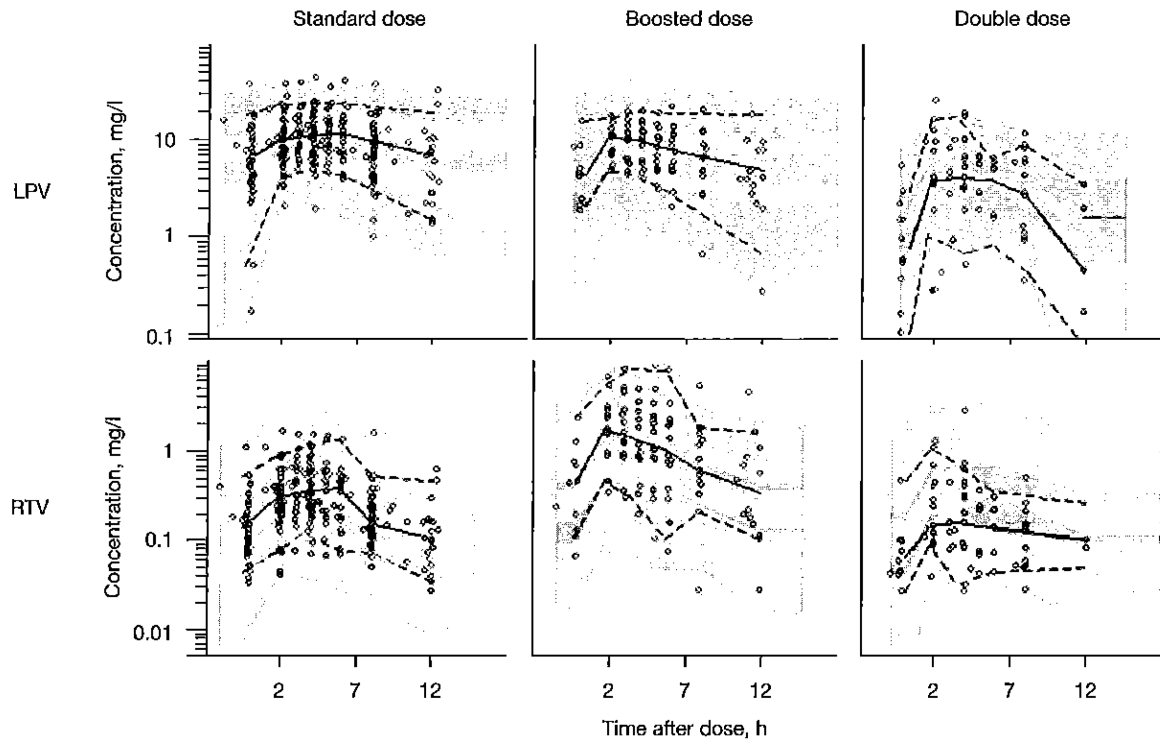 Standard dose
Boosted dose
Double dose
LPV
Concentration, mg/l
10
1
0.1
RTV
Concentration, mg/l
1
0.1
0.01
2 7 12
2 7 12
2 7 12
Time after dose, h